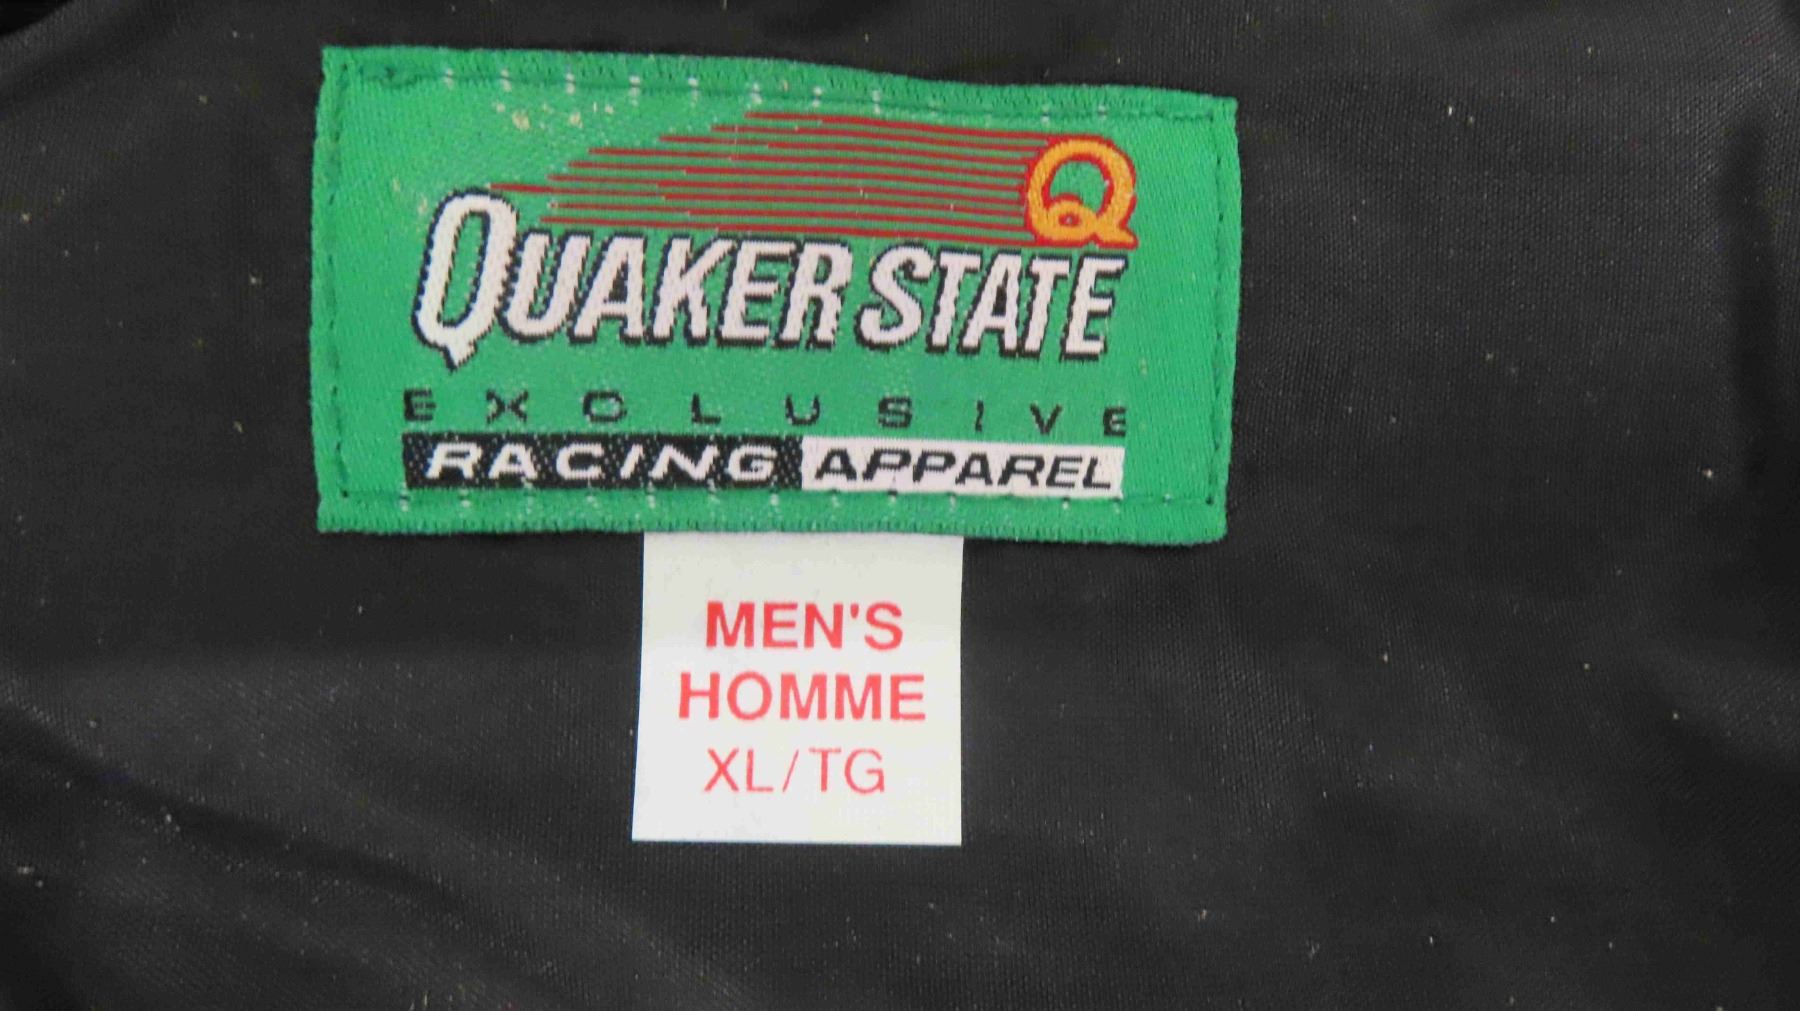 Q
QUAKER STATE
EXCLUSIVE
RACING APPAREL
MEN'S
HOMME
XL/TG